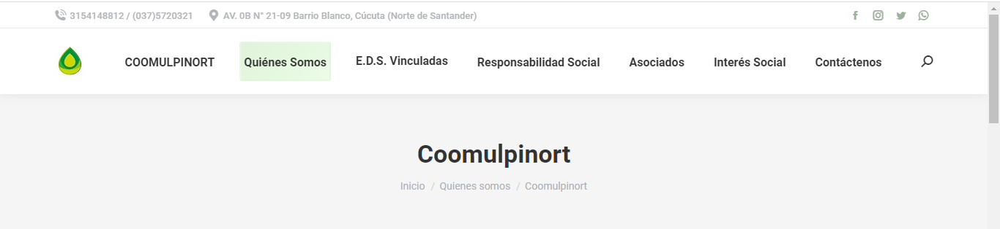 3154148812 / (037)5720321 AV. 0B N° 21-09 Barrio Blanco, Cúcuta (Norte de Santander)
COOMULPINORT Quiénes Somos E.D.S. Vinculadas Responsabilidad Social Asociados Interés Social Contáctenos
Coomulpinort
Inicio / Quienes somos / Coomulpinort